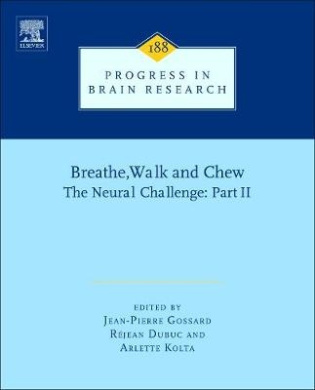 ELSEVIER
188
PROGRESS IN
BRAIN RESEARCH
Breathe, Walk and Chew
The Neural Challenge: Part II
EDITED BY
JEAN-PIERRE GOSSARD
RÉJEAN DUBUC
ARLETTE KOLTA